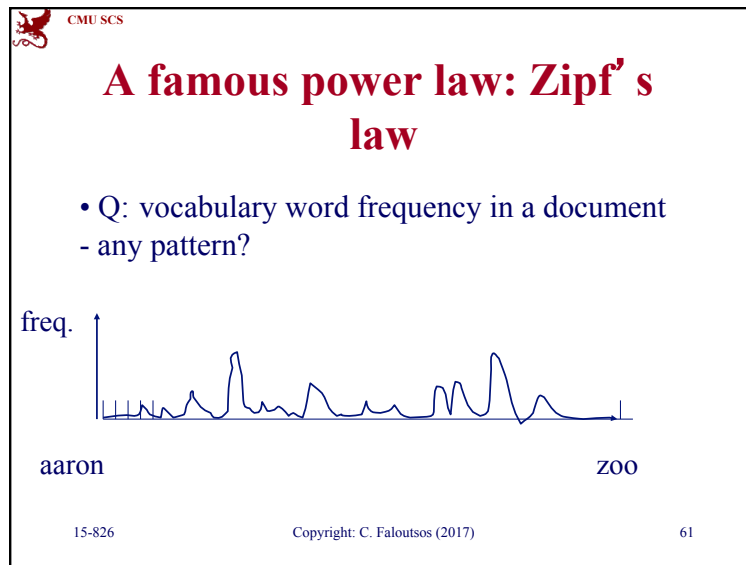 CMU SCS
A famous power law: Zipf’s
law
• Q: vocabulary word frequency in a document
- any pattern?
freq.
aaron
zoo
15-826
Copyright: C. Faloutsos (2017)
61